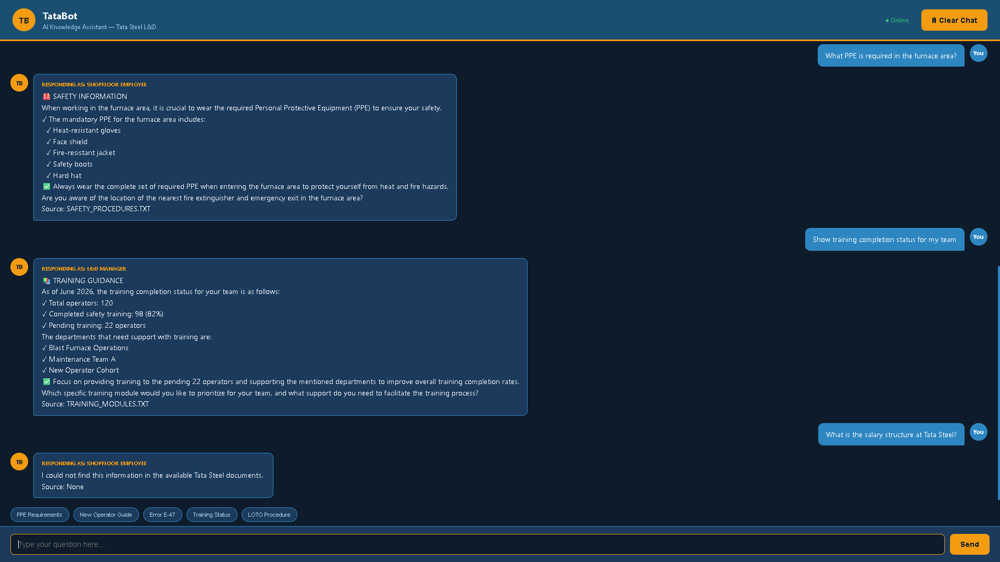 TB
TataBot
AI Knowledge Assistant — Tata Steel L&D
● Online
Clear Chat
What PPE is required in the furnace area?
You
TB
RESPONDING AS: SHOPFLOOR EMPLOYEE
SAFETY INFORMATION
When working in the furnace area, it is crucial to wear the required Personal Protective Equipment (PPE) to ensure your safety.
✓ The mandatory PPE for the furnace area includes:
✓ Heat-resistant gloves
✓ Face shield
✓ Fire-resistant jacket
✓ Safety boots
✓ Hard hat
✅ Always wear the complete set of required PPE when entering the furnace area to protect yourself from heat and fire hazards.
Are you aware of the location of the nearest fire extinguisher and emergency exit in the furnace area?
Source: SAFETY_PROCEDURES.TXT
Show training completion status for my team
You
TB
RESPONDING AS: L&D MANAGER
TRAINING GUIDANCE
As of June 2026, the training completion status for your team is as follows:
✓ Total operators: 120
✓ Completed safety training: 98 (82%)
✓ Pending training: 22 operators
The departments that need support with training are:
✓ Blast Furnace Operations
✓ Maintenance Team A
✓ New Operator Cohort
✅ Focus on providing training to the pending 22 operators and supporting the mentioned departments to improve overall training completion rates.
Which specific training module would you like to prioritize for your team, and what support do you need to facilitate the training process?
Source: TRAINING_MODULES.TXT
What is the salary structure at Tata Steel?
You
TB
RESPONDING AS: SHOPFLOOR EMPLOYEE
I could not find this information in the available Tata Steel documents.
Source: None
PPE Requirements
New Operator Guide
Error E-47
Training Status
LOTO Procedure
Type your question here...
Send